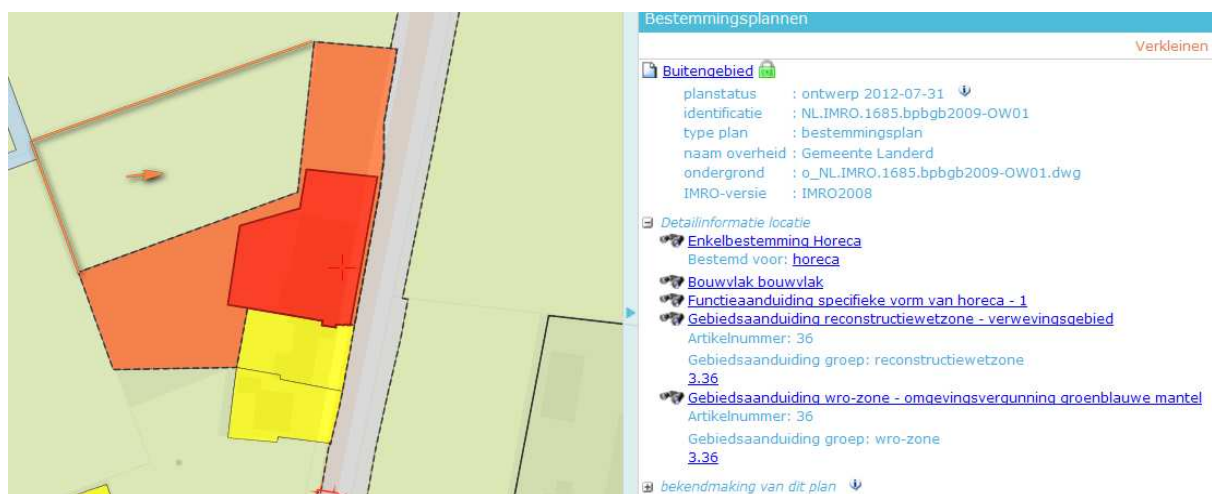 Bestemmingsplannen
Verkleinen
Buitengebied
planstatus : ontwerp 2012-07-31
identificatie : NL.IMRO.1685.bpbgb2009-OW01
type plan : bestemmingsplan
naam overheid : Gemeente Landerd
ondergrond : o_NL.IMRO.1685.bpbgb2009-OW01.dwg
IMRO-versie : IMRO2008
Detailinformatie locatie
Enkelbestemming Horeca
Bestemd voor: horeca
Bouwvlak bouwvlak
Functieaanduiding specifieke vorm van horeca - 1
Gebiedsaanduiding reconstructiewetzone - verwevingsgebied
Artikelnummer: 36
Gebiedsaanduiding groep: reconstructiewetzone
3.36
Gebiedsaanduiding wro-zone - omgevingsvergunning groenblauwe mantel
Artikelnummer: 36
Gebiedsaanduiding groep: wro-zone
3.36
bekendmaking van dit plan